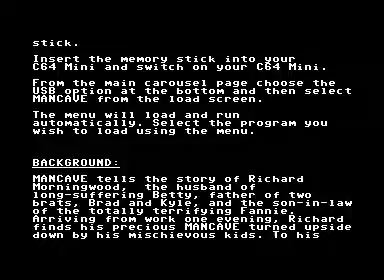 stick.
Insert the memory stick into your
C64 Mini and switch on your C64 Mini.
From the main carousel page choose the
USB option at the bottom and then select
MANCAVE from the load screen.
The menu will load and run
automatically. Select the program you
wish to load using the menu.
BACKGROUND:
MANCAVE tells the story of Richard
Morningwood,  the husband of
long-suffering Betty, father of two
brats, Brad and Kyle, and the son-in-law
of the totally terrifying Fannie.
Arriving from work one evening, Richard
finds his precious MANCAVE turned upside
down by his mischievous kids. To his